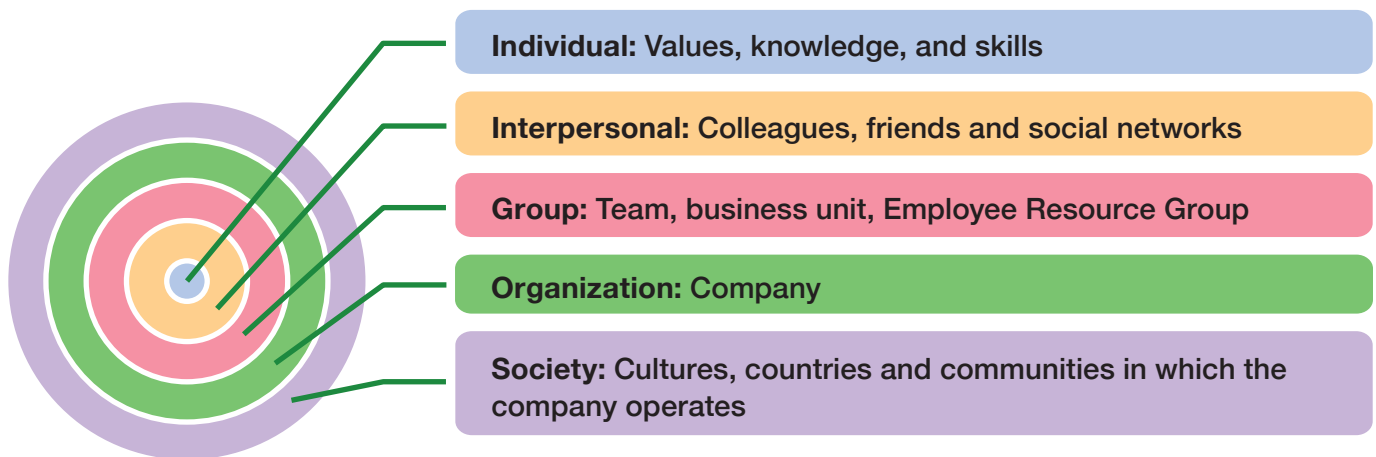 Individual: Values, knowledge, and skills
Interpersonal: Colleagues, friends and social networks
Group: Team, business unit, Employee Resource Group
Organization: Company
Society: Cultures, countries and communities in which the
company operates